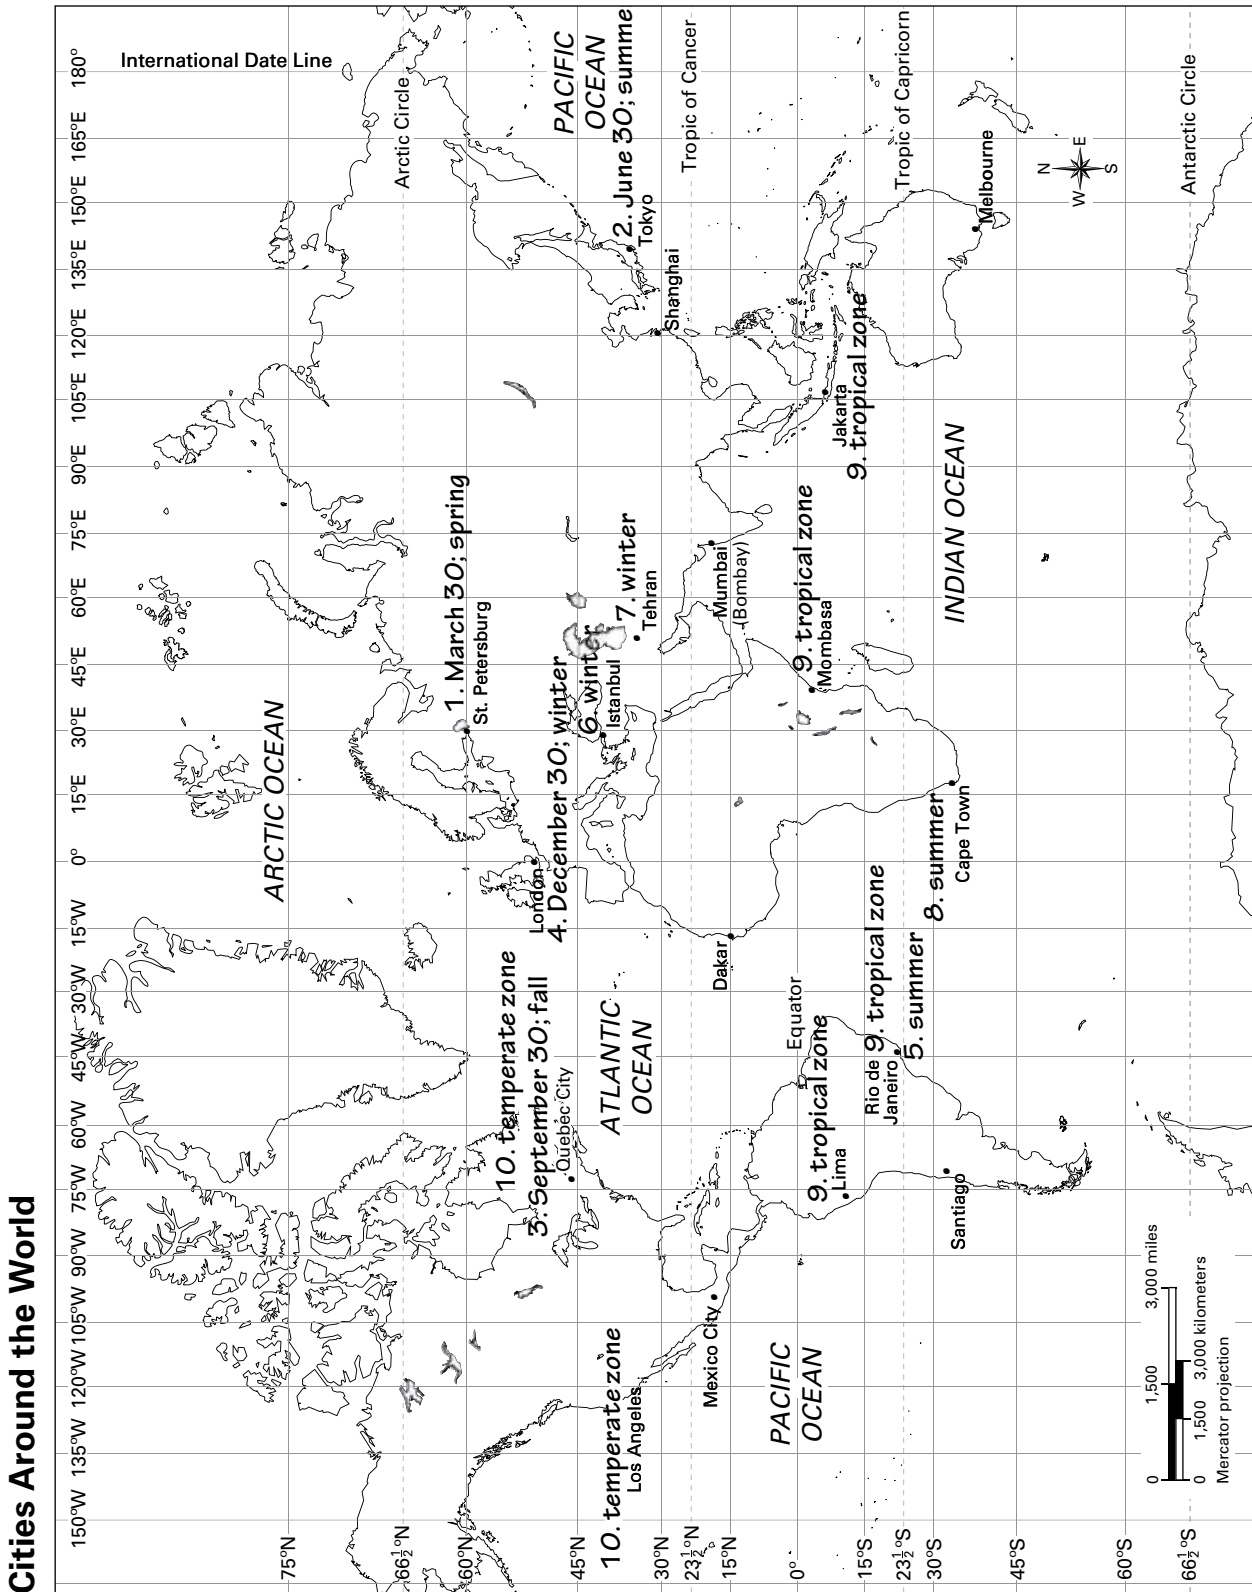 Cities Around the World
150°W 135°W 120°W 105°W 90°W 75°W 60°W 45°W 30°W 15°W 0° 15°E 30°E 45°E 60°E 75°E 90°E 105°E 120°E 135°E 150°E 165°E 180°
International Date Line
75°N
ARCTIC OCEAN
66½°N
Arctic Circle
60°N
1. March 30; spring
St. Petersburg
10. temperate zone
3. September 30; fall
Québec City
London
4. December 30; winter
45°N
PACIFIC
OCEAN
6. winter
Istanbul
7. winter
Tehran
2. June 30; summe
Tokyo
10. temperate zone
Los Angeles
ATLANTIC
OCEAN
30°N
Shanghai
23½°N
Tropic of Cancer
Mexico City
15°N
Dakar
Mumbai
(Bombay)
0°
Equator
PACIFIC
OCEAN
9. tropical zone
Mombasa
9. tropical zone
Lima
Jakarta
9. tropical zone
15°S
Rio de
Janeiro
9. tropical zone
5. summer
23½°S
Tropic of Capricorn
30°S
8. summer
Cape Town
INDIAN OCEAN
Santiago
Melbourne
45°S
N
W E
S
60°S
66½°S
Antarctic Circle
0 1,500 3,000 miles
0 1,500 3,000 kilometers
Mercator projection